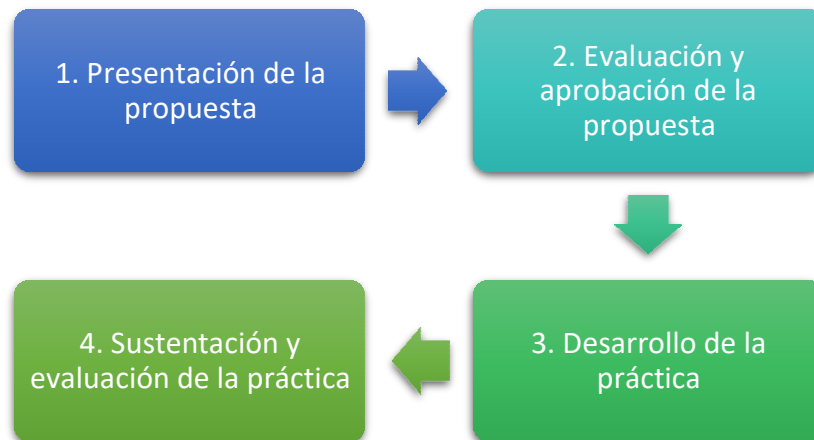 1. Presentación de la
propuesta
2. Evaluación y
aprobación de la
propuesta
3. Desarrollo de la
práctica
4. Sustentación y
evaluación de la práctica